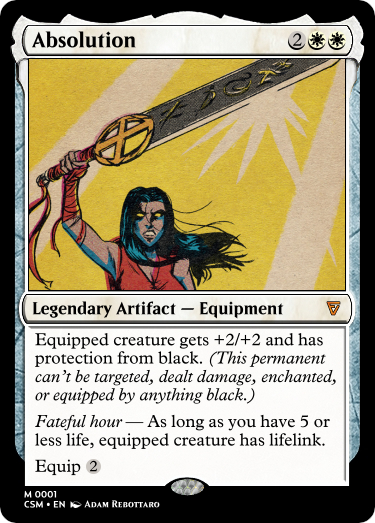 Absolution 2
Legendary Artifact — Equipment
Equipped creature gets +2/+2 and has
protection from black. (This permanent
can't be targeted, dealt damage, enchanted,
or equipped by anything black.)
Fateful hour — As long as you have 5 or
less life, equipped creature has lifelink.
Equip 2
M 0001
CSM • EN Adam Rebottaro